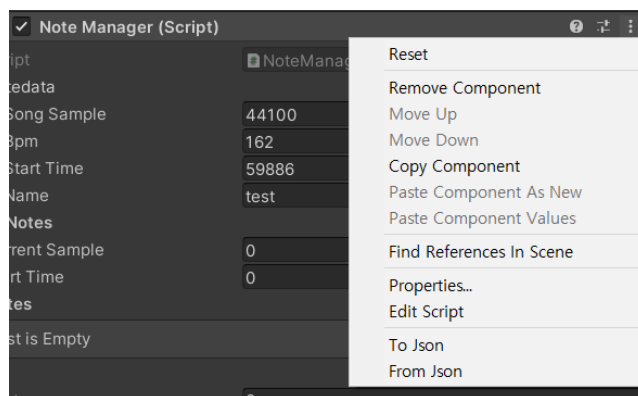 Note Manager (Script)
ipt NoteManag
tedata
Song Sample 44100
Bpm 162
Start Time 59886
Name test
Notes
rrent Sample 0
rt Time 0
tes
st is Empty
Reset
Remove Component
Move Up
Move Down
Copy Component
Paste Component As New
Paste Component Values
Find References In Scene
Properties...
Edit Script
To Json
From Json